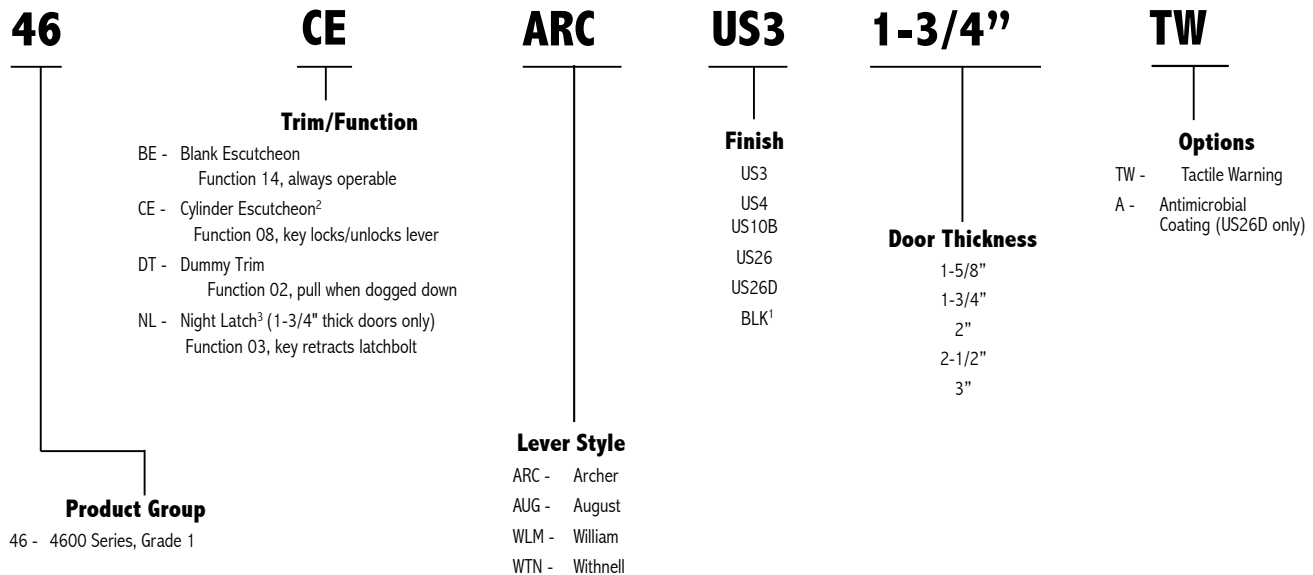 46 CE ARC US3 1-3/4” TW
Trim/Function
BE - Blank Escutcheon
Function 14, always operable
CE - Cylinder Escutcheon2
Function 08, key locks/unlocks lever
DT - Dummy Trim
Function 02, pull when dogged down
NL - Night Latch3 (1-3/4" thick doors only)
Function 03, key retracts latchbolt
Finish
US3
US4
US10B
US26
US26D
BLK1
Door Thickness
1-5/8”
1-3/4”
2”
2-1/2”
3”
Options
TW - Tactile Warning
A - Antimicrobial
Coating (US26D only)
Lever Style
ARC - Archer
AUG - August
WLM - William
WTN - Withnell
Product Group
46 - 4600 Series, Grade 1